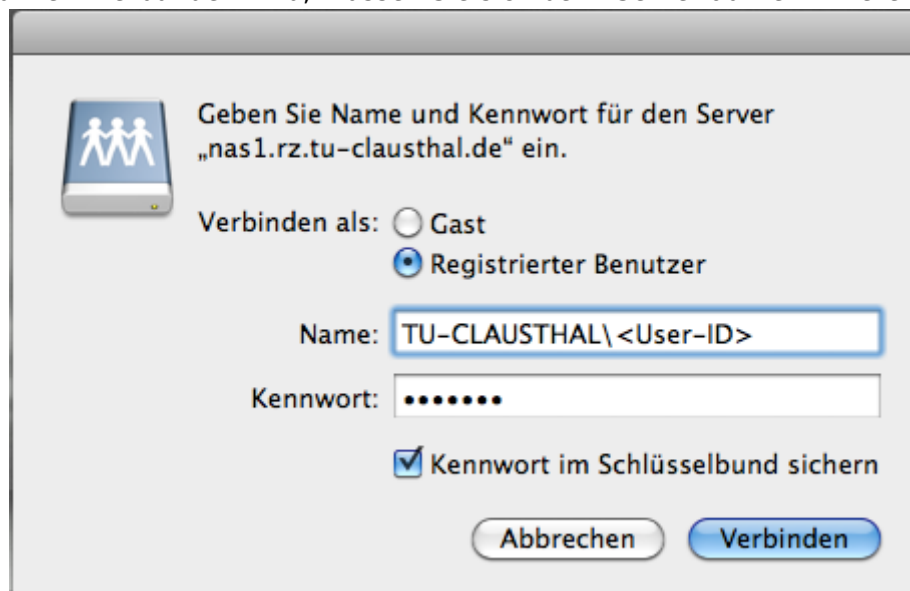 Geben Sie Name und Kennwort für den Server
„nas1.rz.tu-clausthal.de“ ein.
Verbinden als: Gast
Registrierter Benutzer
Name: TU-CLAUSTHAL\<User-ID>
Kennwort: •••••••
Kennwort im Schlüsselbund sichern
Abbrechen Verbinden